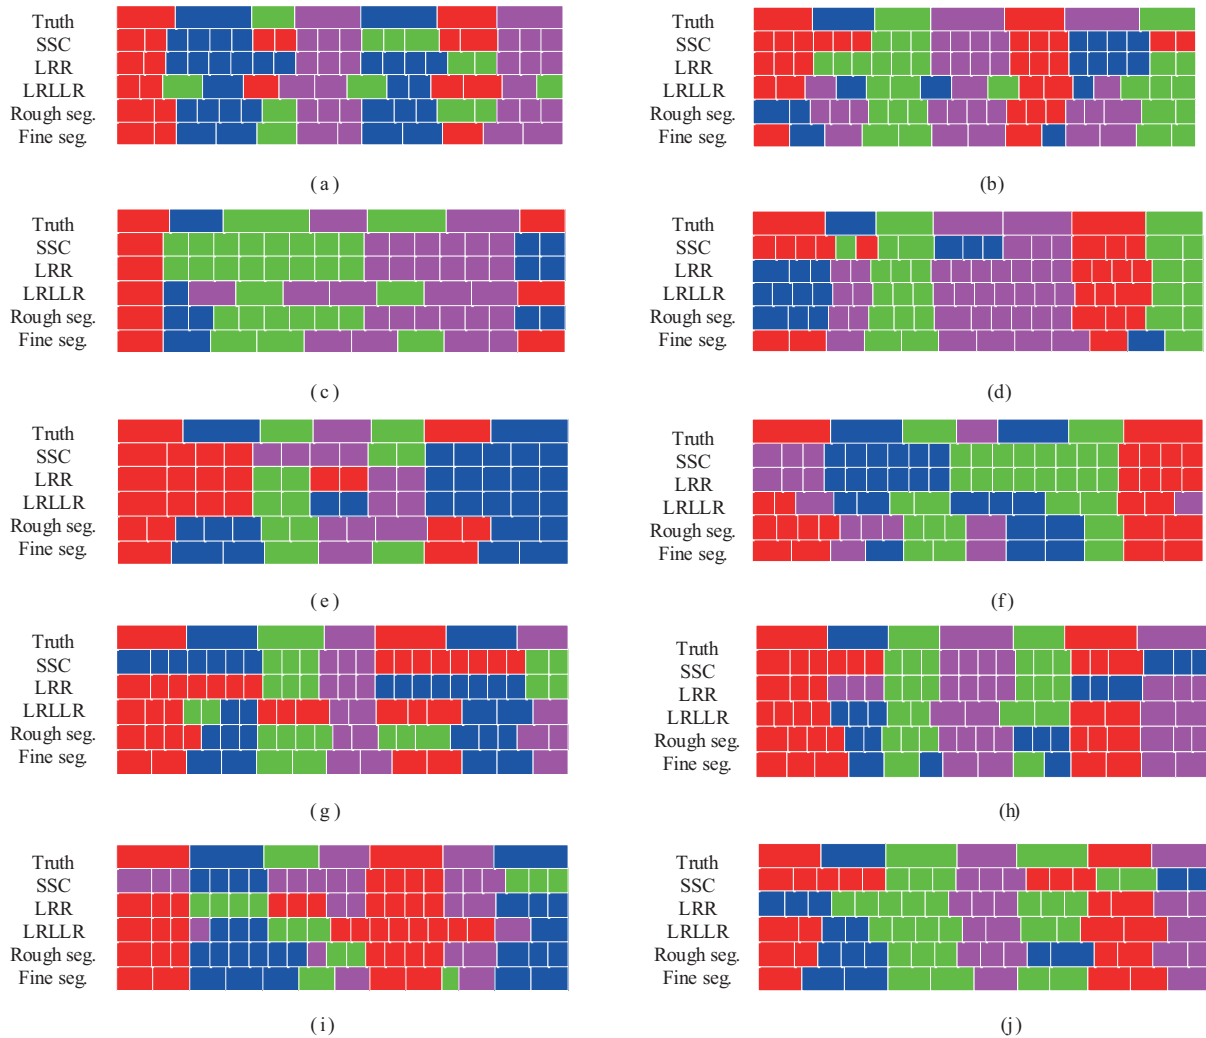 Truth
SSC
LRR
LRLLR
Rough seg.
Fine seg.
(a)
Truth
SSC
LRR
LRLLR
Rough seg.
Fine seg.
(b)
Truth
SSC
LRR
LRLLR
Rough seg.
Fine seg.
(c)
Truth
SSC
LRR
LRLLR
Rough seg.
Fine seg.
(d)
Truth
SSC
LRR
LRLLR
Rough seg.
Fine seg.
(e)
Truth
SSC
LRR
LRLLR
Rough seg.
Fine seg.
(f)
Truth
SSC
LRR
LRLLR
Rough seg.
Fine seg.
(g)
Truth
SSC
LRR
LRLLR
Rough seg.
Fine seg.
(h)
Truth
SSC
LRR
LRLLR
Rough seg.
Fine seg.
(i)
Truth
SSC
LRR
LRLLR
Rough seg.
Fine seg.
(j)